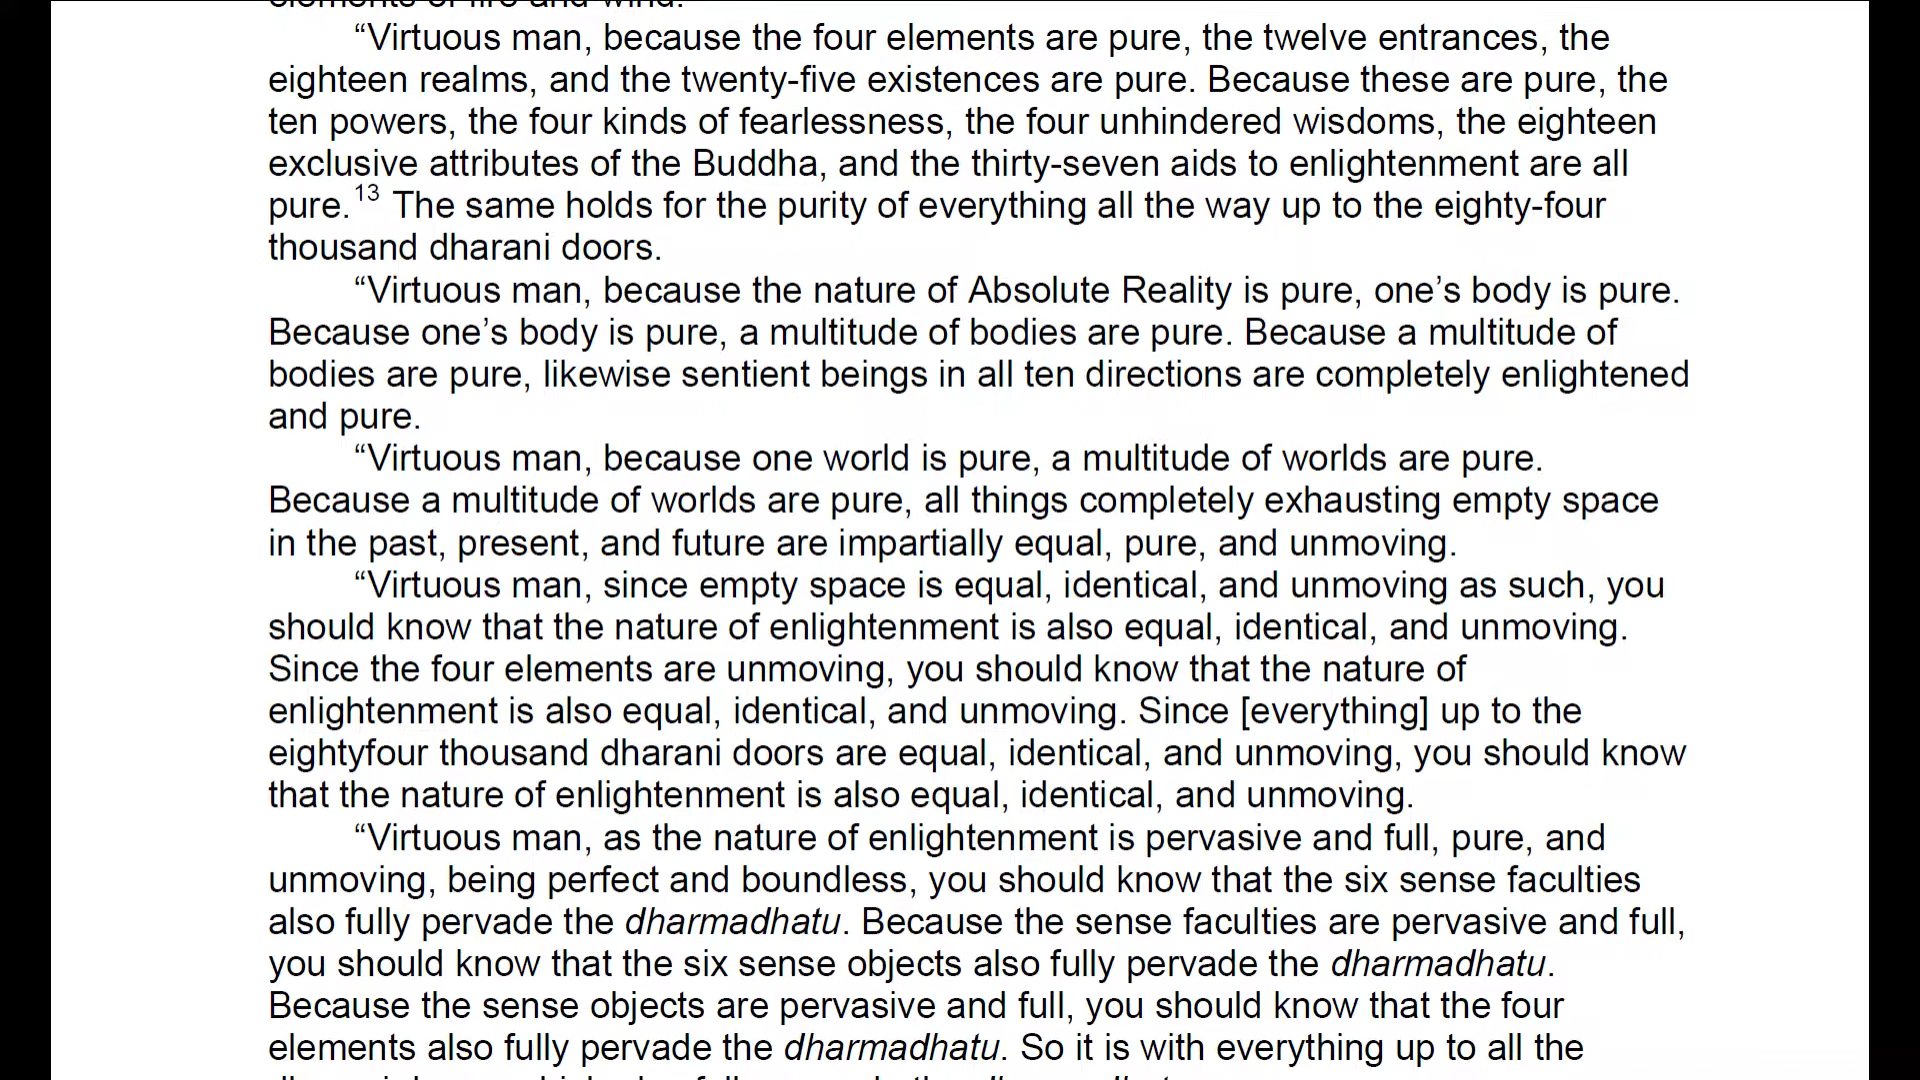 elements of fire and wind.
“Virtuous man, because the four elements are pure, the twelve entrances, the
eighteen realms, and the twenty-five existences are pure. Because these are pure, the
ten powers, the four kinds of fearlessness, the four unhindered wisdoms, the eighteen
exclusive attributes of the Buddha, and the thirty-seven aids to enlightenment are all
pure.13 The same holds for the purity of everything all the way up to the eighty-four
thousand dharani doors.
“Virtuous man, because the nature of Absolute Reality is pure, one’s body is pure.
Because one’s body is pure, a multitude of bodies are pure. Because a multitude of
bodies are pure, likewise sentient beings in all ten directions are completely enlightened
and pure.
“Virtuous man, because one world is pure, a multitude of worlds are pure.
Because a multitude of worlds are pure, all things completely exhausting empty space
in the past, present, and future are impartially equal, pure, and unmoving.
“Virtuous man, since empty space is equal, identical, and unmoving as such, you
should know that the nature of enlightenment is also equal, identical, and unmoving.
Since the four elements are unmoving, you should know that the nature of
enlightenment is also equal, identical, and unmoving. Since [everything] up to the
eightyfour thousand dharani doors are equal, identical, and unmoving, you should know
that the nature of enlightenment is also equal, identical, and unmoving.
“Virtuous man, as the nature of enlightenment is pervasive and full, pure, and
unmoving, being perfect and boundless, you should know that the six sense faculties
also fully pervade the dharmadhatu. Because the sense faculties are pervasive and full,
you should know that the six sense objects also fully pervade the dharmadhatu.
Because the sense objects are pervasive and full, you should know that the four
elements also fully pervade the dharmadhatu. So it is with everything up to all the